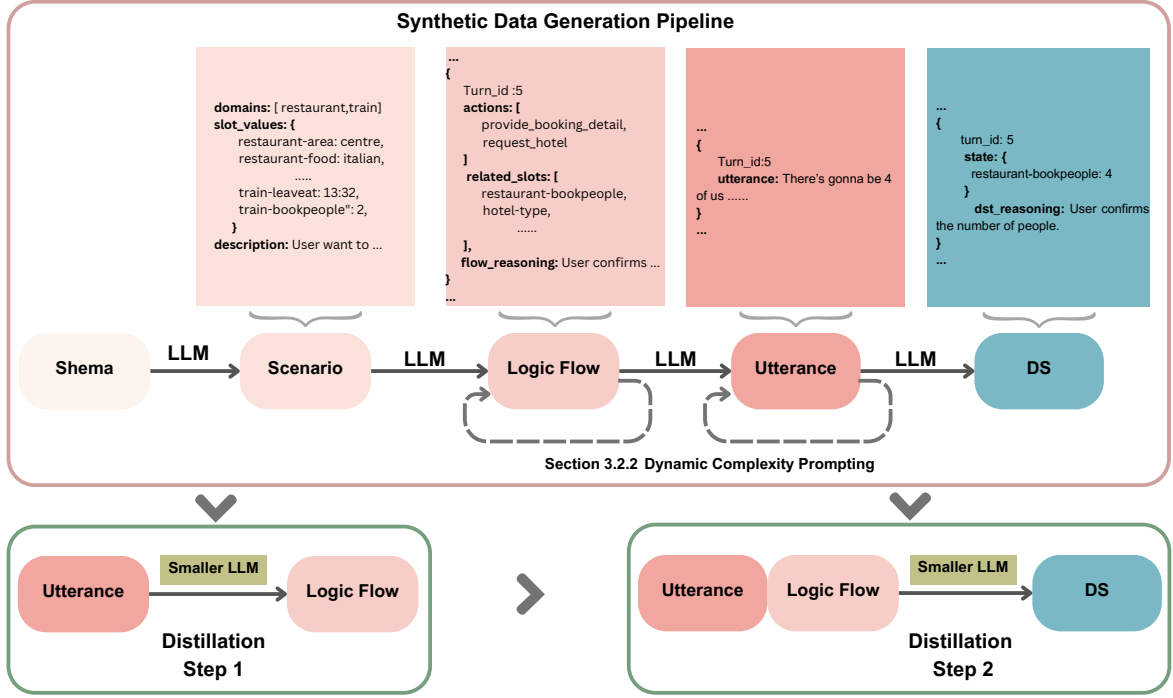 Synthetic Data Generation Pipeline
domains: [ restaurant,train]
slot_values: {
restaurant-area: centre,
restaurant-food: italian,
.....
train-leaveat: 13:32,
train-bookpeople": 2,
}
description: User want to ...
...
{
Turn_id :5
actions: [
provide_booking_detail,
request_hotel
]
related_slots: [
restaurant-bookpeople,
hotel-type,
......
],
flow_reasoning: User confirms ...
}
...
...
{
Turn_id:5
utterance: There's gonna be 4
of us ......
}
...
...
{
turn_id: 5
state: {
restaurant-bookpeople: 4
}
dst_reasoning: User confirms
the number of people.
}
...
Shema
LLM
Scenario
LLM
Logic Flow
LLM
Utterance
LLM
DS
Section 3.2.2 Dynamic Complexity Prompting
Utterance
Smaller LLM
Logic Flow
Distillation
Step 1
Utterance
Logic Flow
Smaller LLM
DS
Distillation
Step 2